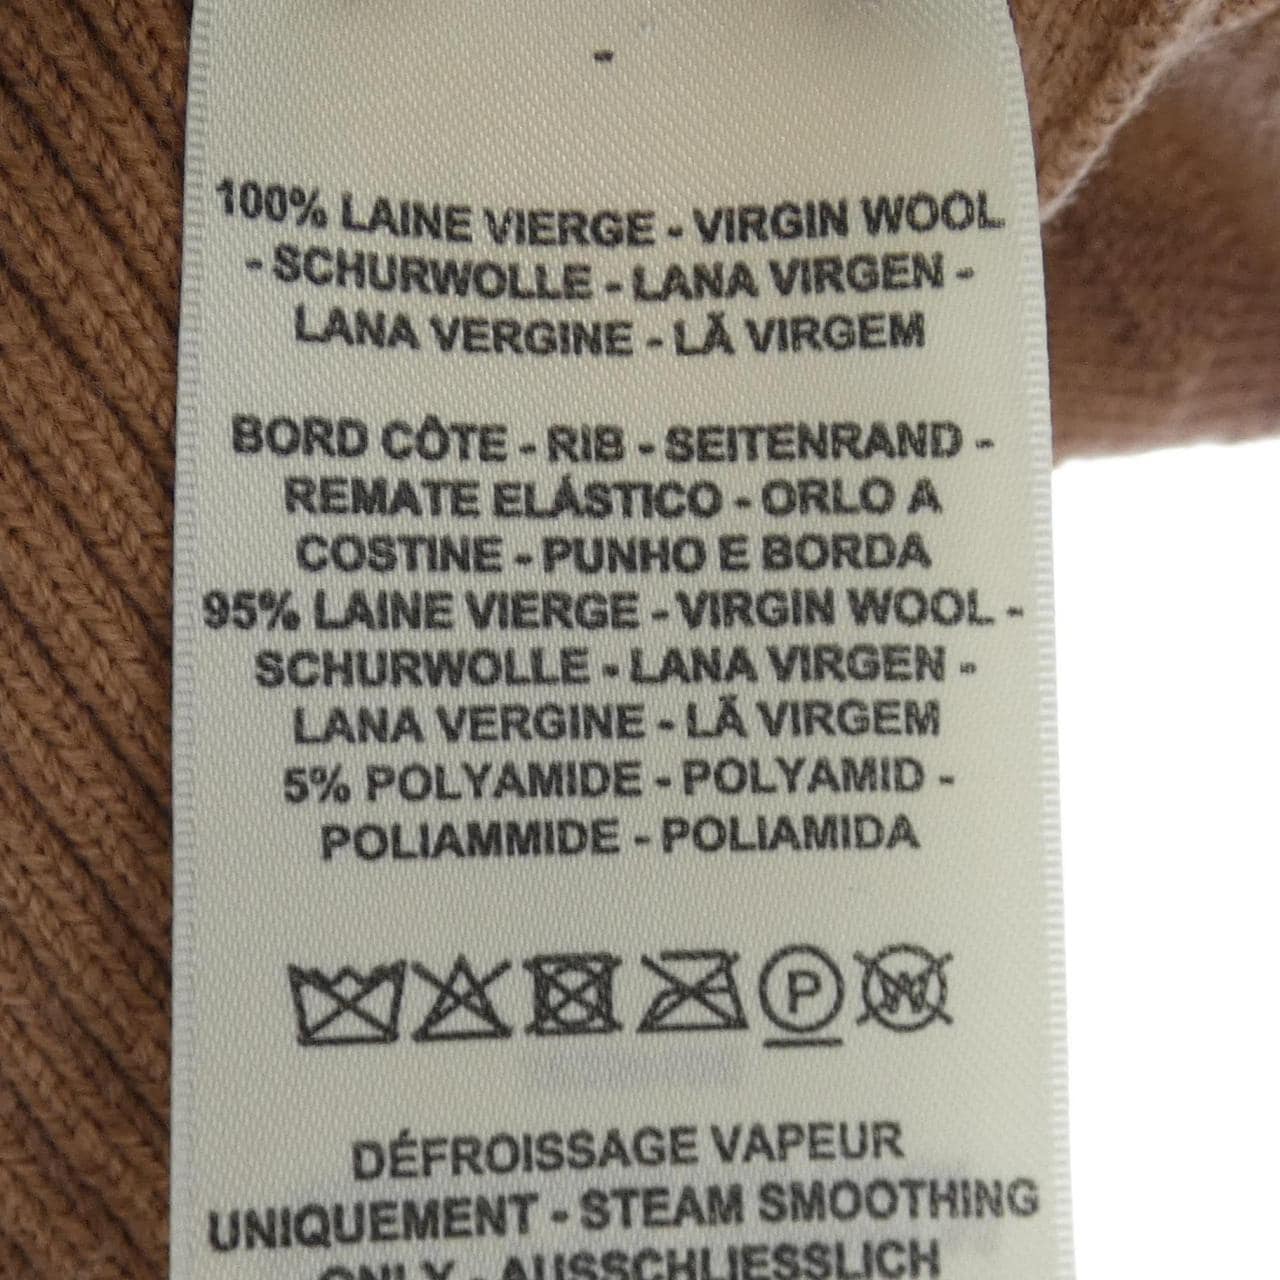 -
100% LAINE VIERGE - VIRGIN WOOL
- SCHURWOLLE - LANA VIRGEN -
LANA VERGINE - LÃ VIRGEM
BORD CÔTE - RIB - SEITENRAND -
REMATE ELÁSTICO - ORLO A
COSTINE - PUNHO E BORDA
95% LAINE VIERGE - VIRGIN WOOL -
SCHURWOLLE - LANA VIRGEN -
LANA VERGINE - LÃ VIRGEM
5% POLYAMIDE - POLYAMID -
POLIAMMIDE - POLIAMIDA
P W
DÉFROISSAGE VAPEUR
UNIQUEMENT - STEAM SMOOTHING
ONLY - AUSSCHLIESSLICH